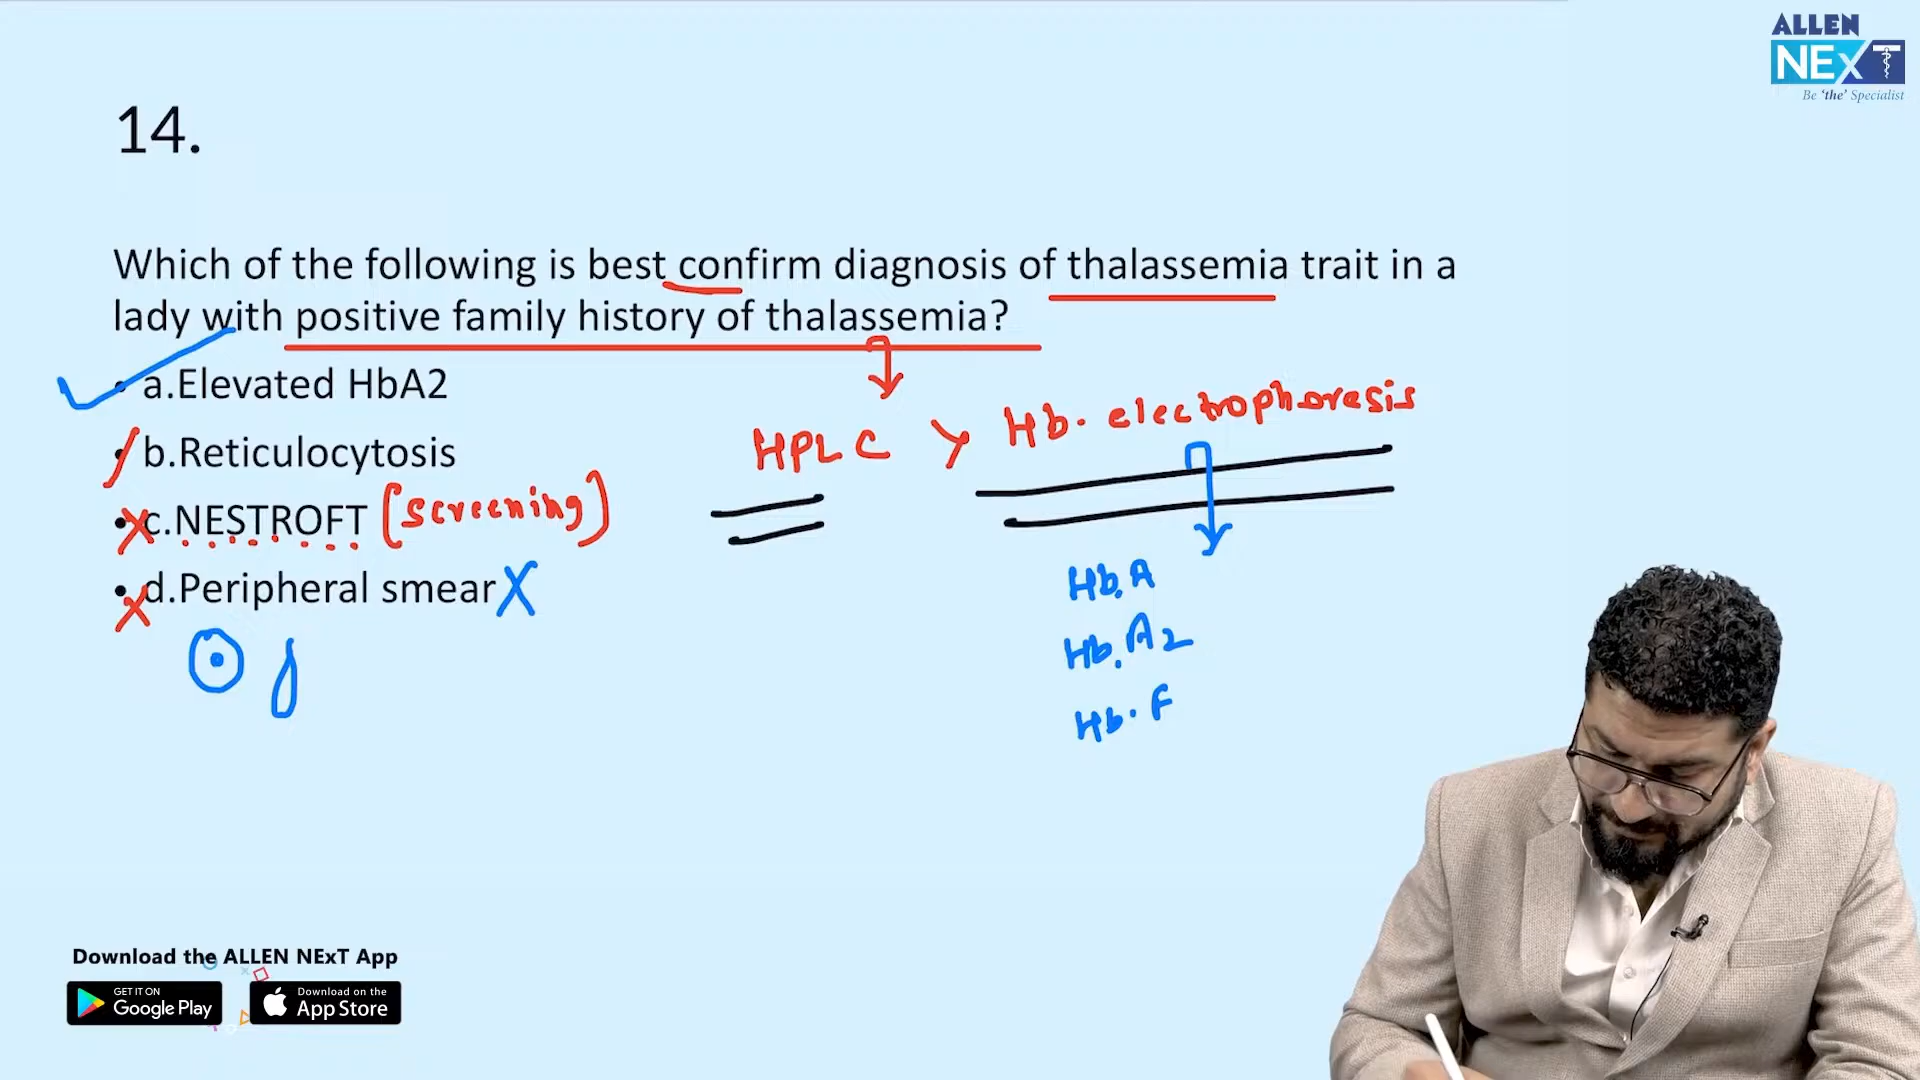 ALLEN
NExT
Be 'the' Specialist
14.
Which of the following is best confirm diagnosis of thalassemia trait in a
lady with positive family history of thalassemia?
• a.Elevated HbA2
• b.Reticulocytosis
• c.NESTROFT [screening]
• d.Peripheral smear X
HPLC > Hb. electrophoresis
Hb.A
Hb.A2
Hb.F
Download the ALLEN NExT App
GET IT ON
Google Play
Download on the
App Store